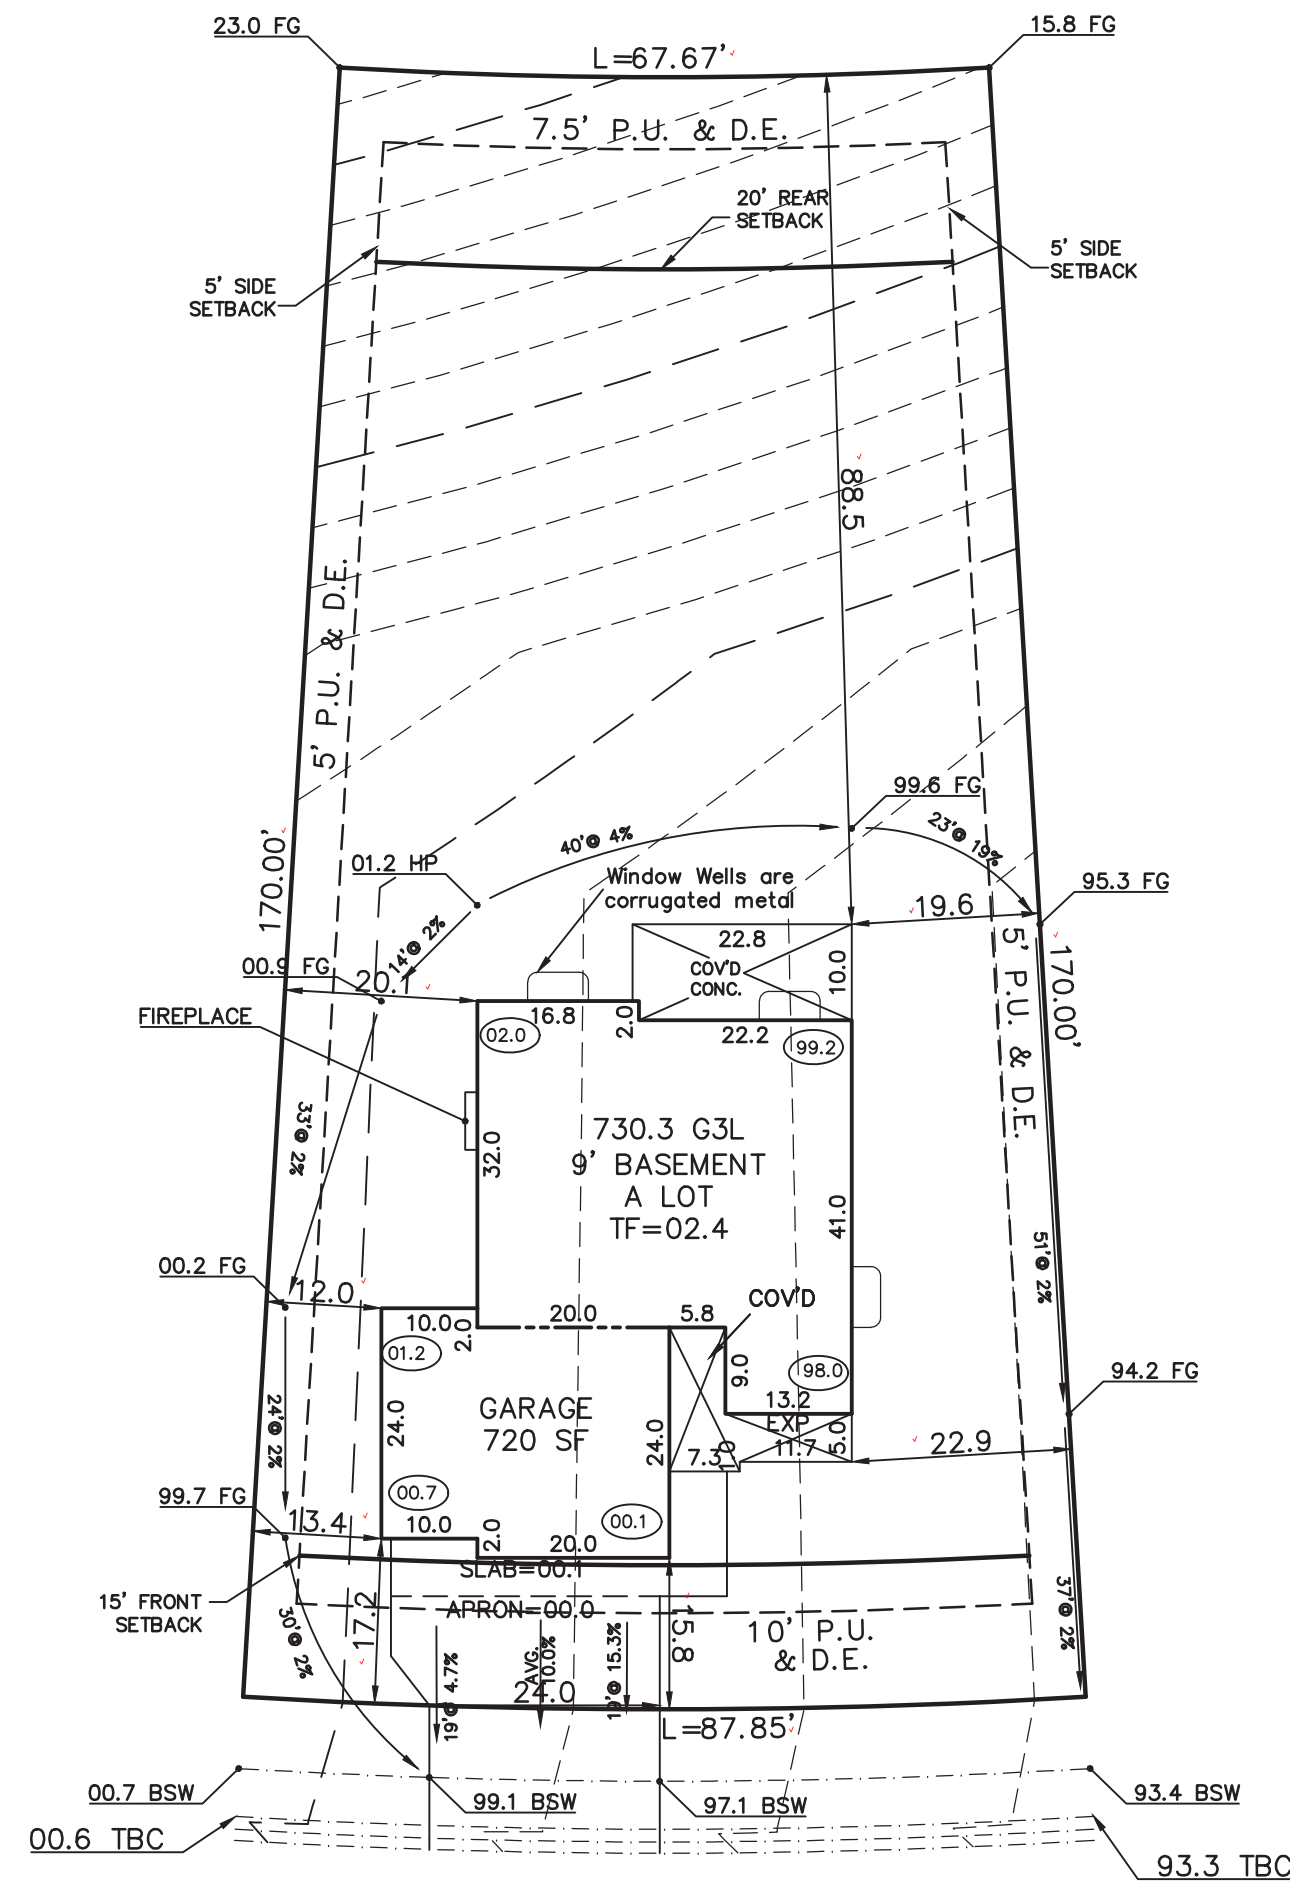 23.0 FG
15.8 FG
L=67.67'
7.5' P.U. & D.E.
20' REAR
SETBACK
5' SIDE
SETBACK
5' SIDE
SETBACK
88.5
5' P.U. & D.E.
170.00'
99.6 FG
23'@ 19%
40'@ 4%
01.2 HP
Window Wells are
corrugated metal
95.3 FG
14'@ 2%
19.6
22.8
COV'D
CONC.
10.0
5' P.U. & D.E.
170.00'
00.9 FG
20.1
FIREPLACE
16.8
2.0
22.2
02.0
99.2
33'@ 2%
32.0
730.3 G3L
9' BASEMENT
A LOT
TF=02.4
41.0
51'@ 2%
00.2 FG
12.0
COV'D
10.0
2.0
20.0
5.8
01.2
9.0
98.0
94.2 FG
13.2
EXP
11.7
5.0
22.9
24'@ 2%
24.0
GARAGE
720 SF
24.0
7.3
1.0
99.7 FG
00.7
00.1
13.4
10.0
2.0
20.0
SLAB=00.1
15' FRONT
SETBACK
APRON=00.0
30'@ 2%
17.2
15.8
10' P.U.
& D.E.
37'@ 2%
19'@ 4.7%
AVG.
10.0%
19'@ 15.3%
24.0
L=87.85'
00.7 BSW
99.1 BSW
97.1 BSW
93.4 BSW
00.6 TBC
93.3 TBC